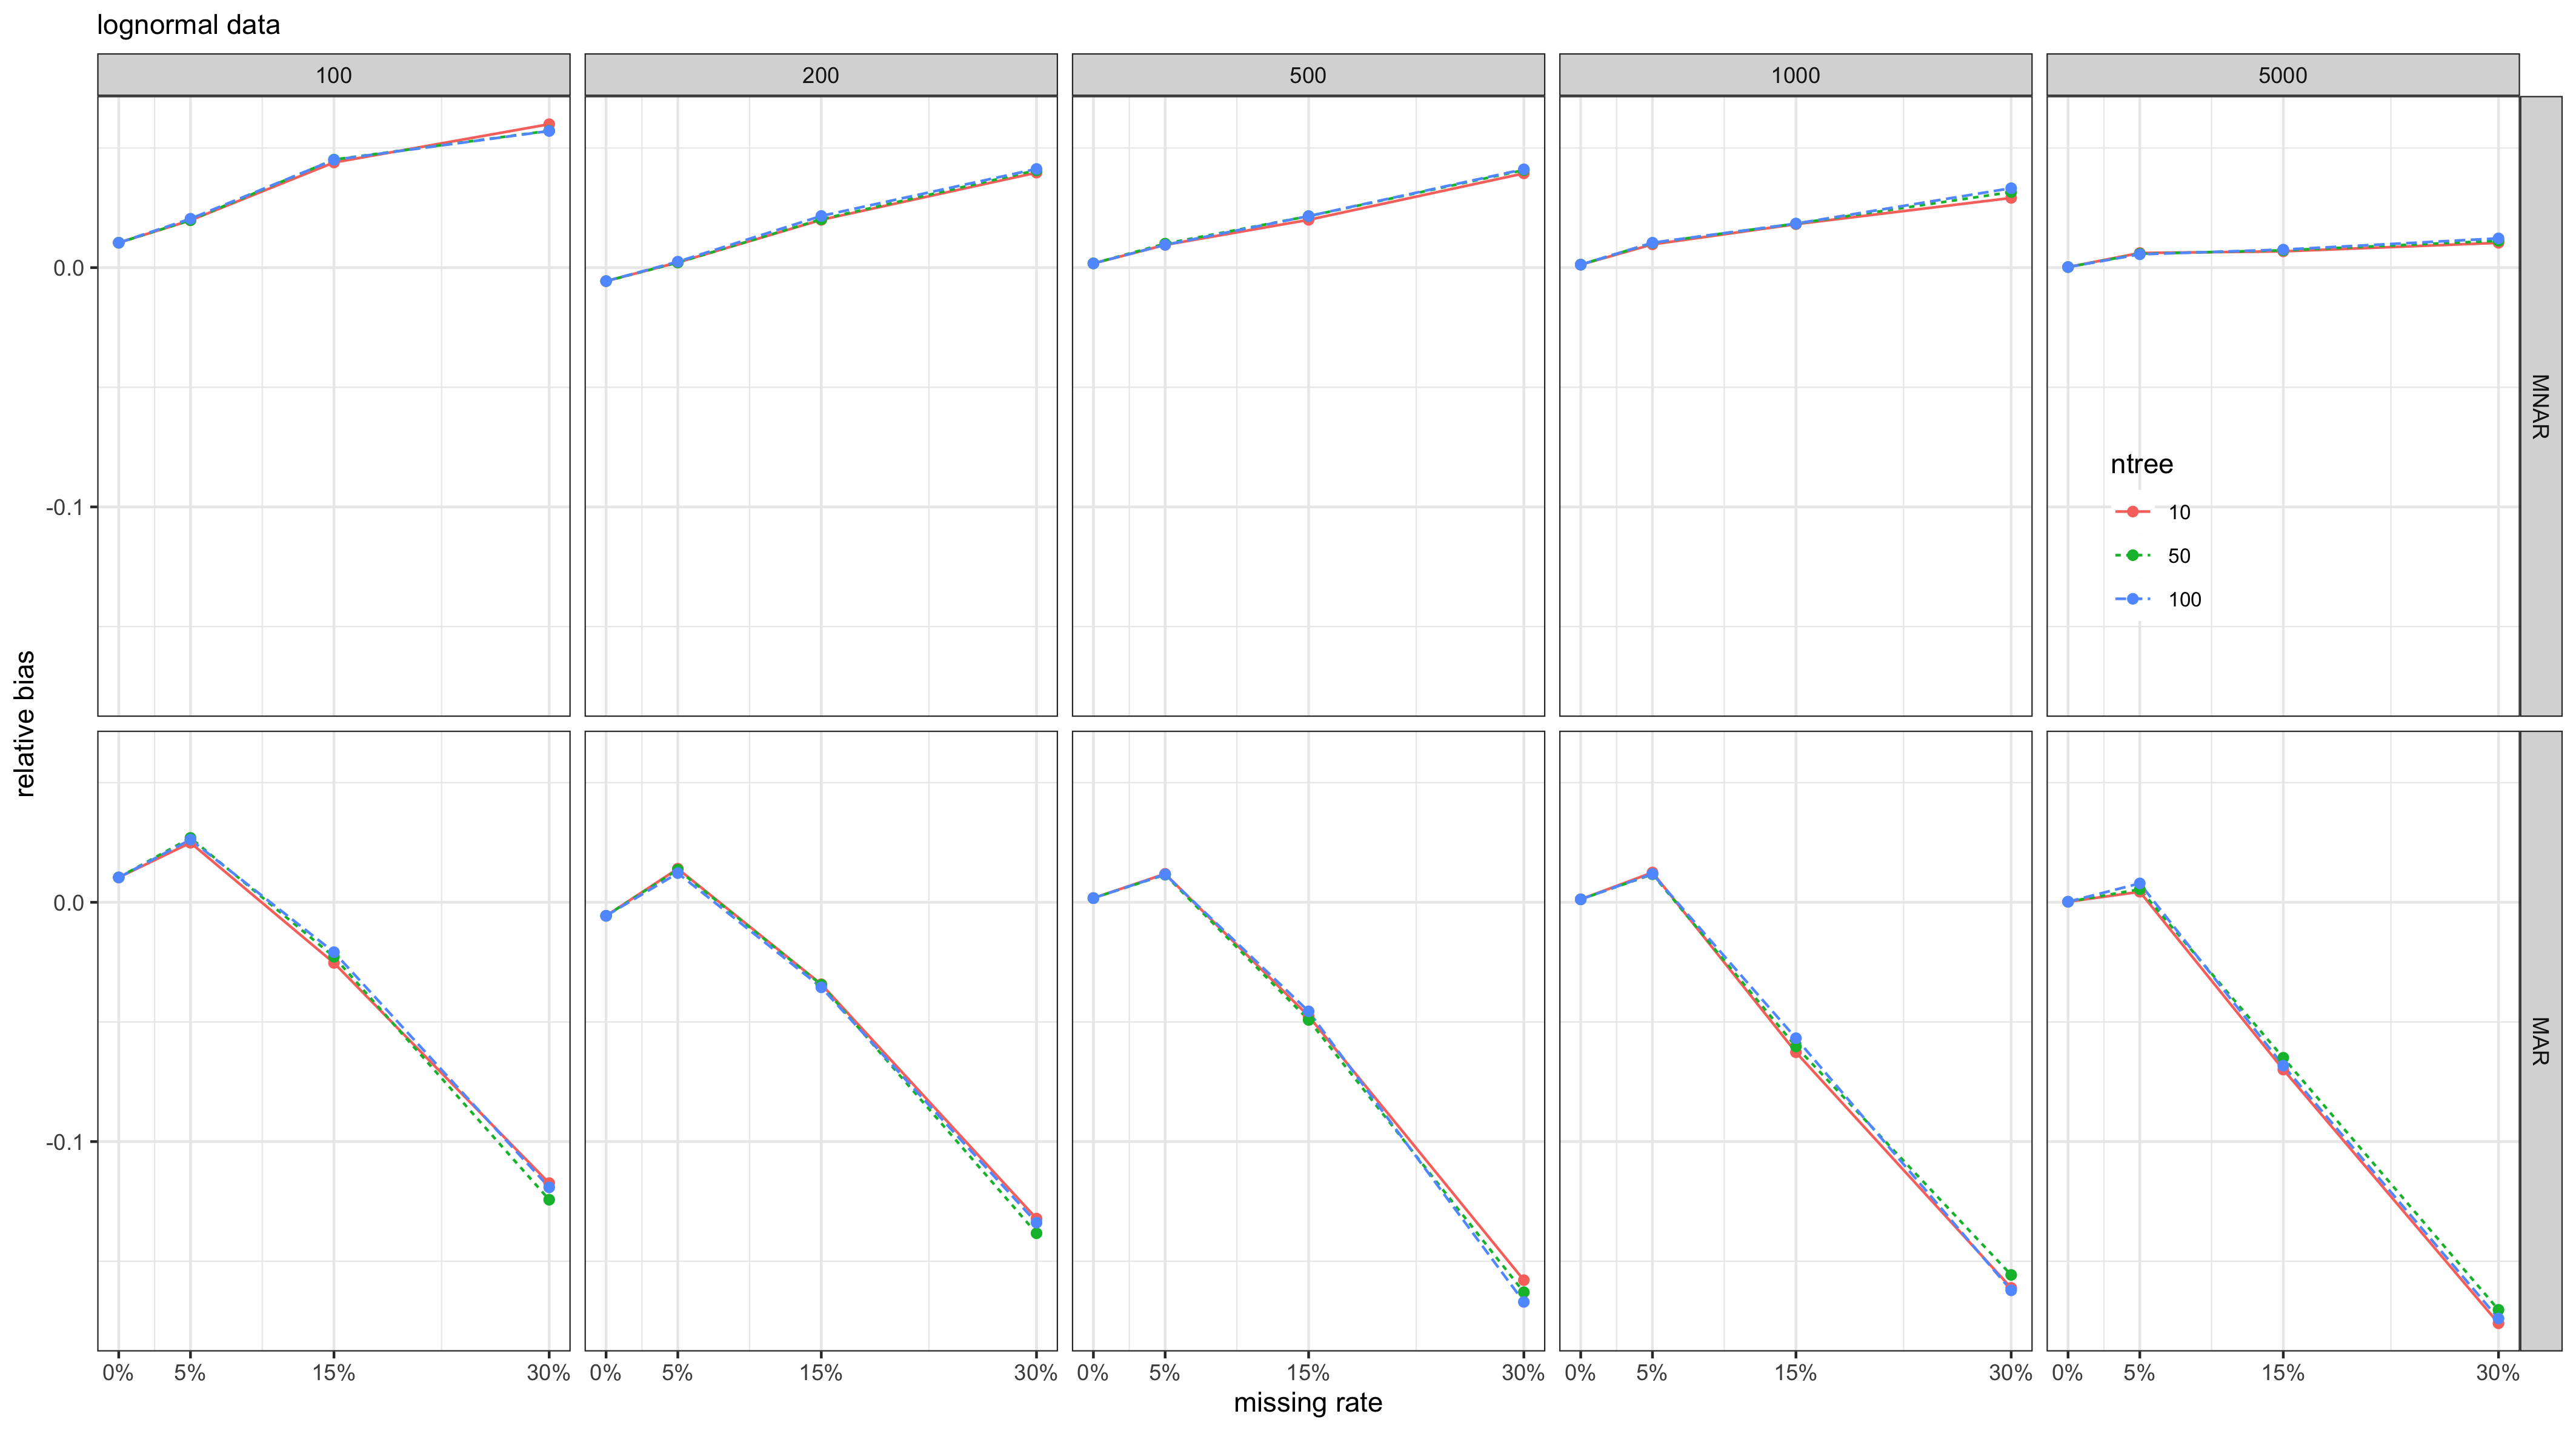 lognormal data
100 200 500 1000 5000
0.0
-0.1
MNAR
ntree
10
50
100
relative bias
0.0
-0.1
MAR
0% 5% 15% 30% 0% 5% 15% 30% 0% 5% 15% 30% 0% 5% 15% 30% 0% 5% 15% 30%
missing rate